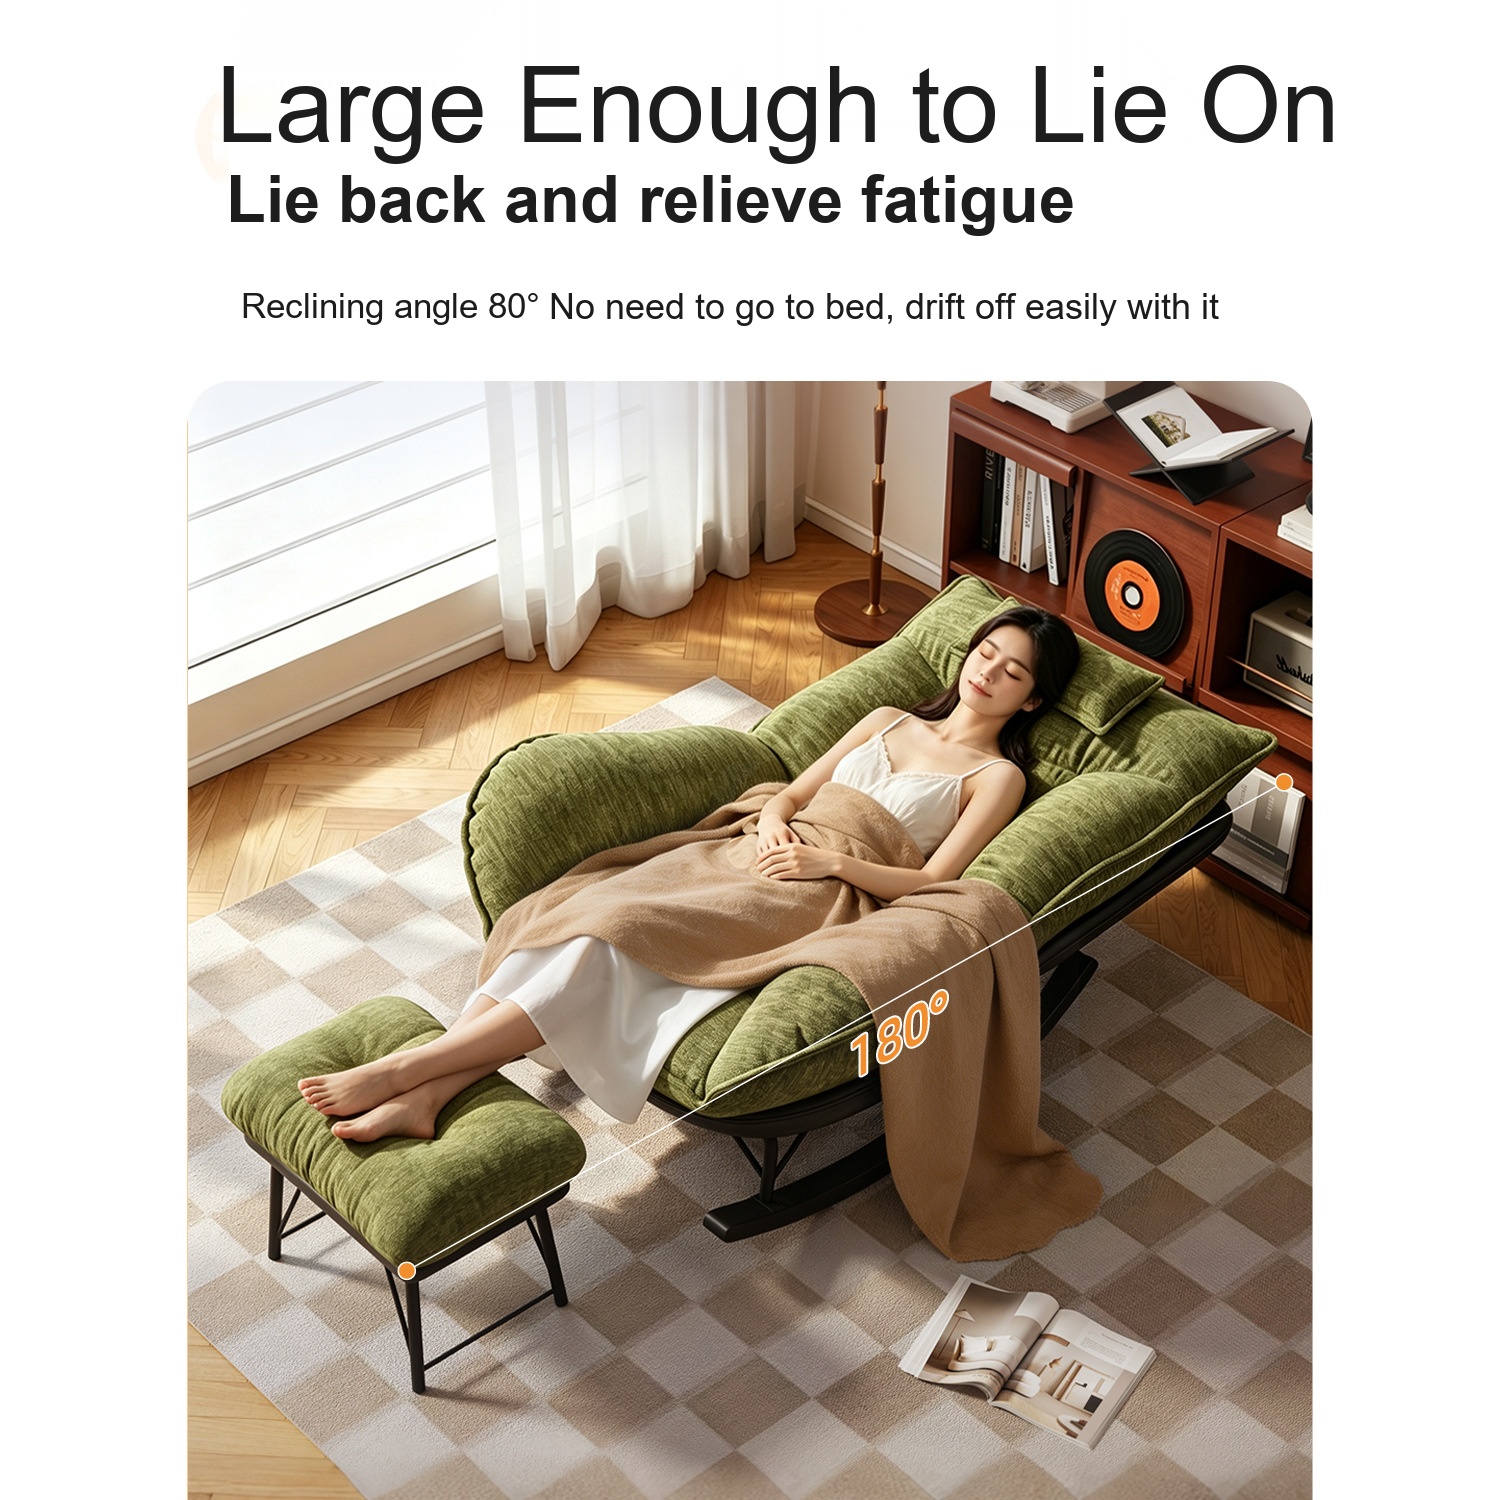 Large Enough to Lie On
Lie back and relieve fatigue
Reclining angle 80° No need to go to bed, drift off easily with it
RIVE
180°